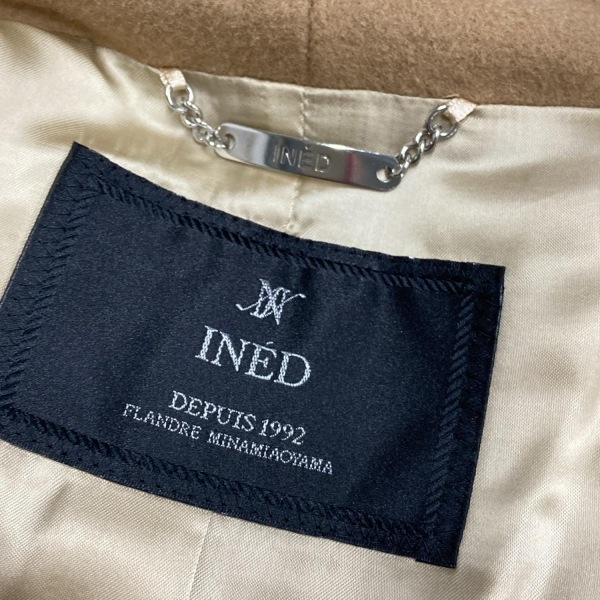 INÉD
INÉD
DEPUIS 1992
FLANDRE MINAMIAOYAMA